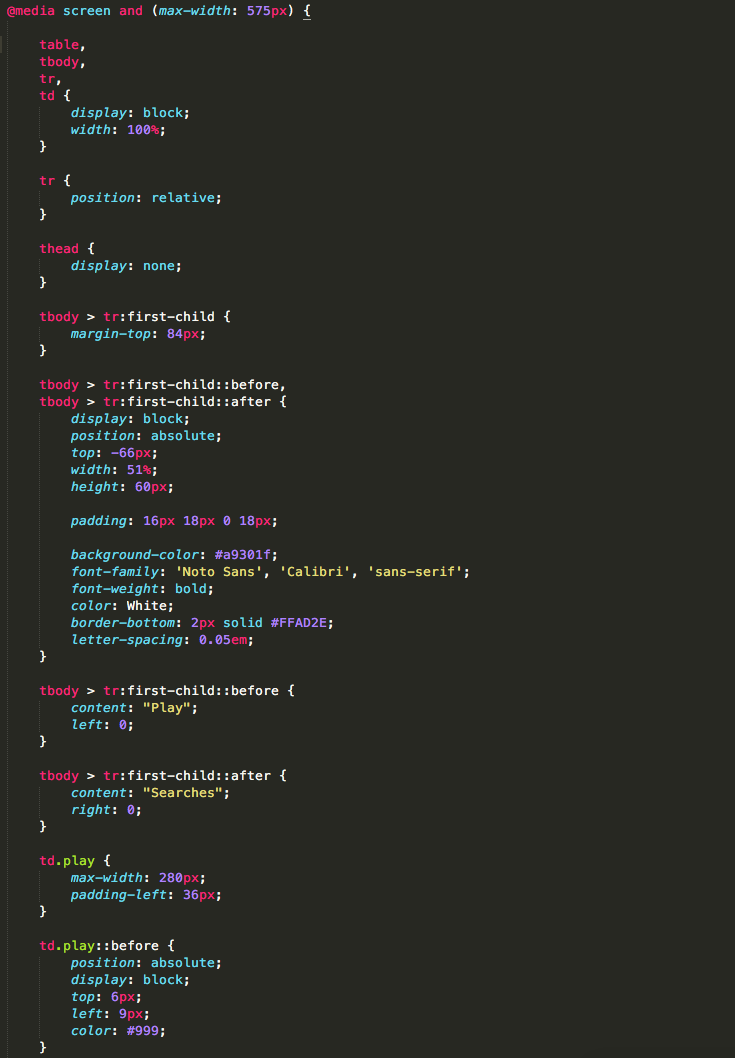 @media screen and (max-width: 575px) {
table,
tbody,
tr,
td {
display: block;
width: 100%;
}
tr {
position: relative;
}
thead {
display: none;
}
tbody > tr:first-child {
margin-top: 84px;
}
tbody > tr:first-child::before,
tbody > tr:first-child::after {
display: block;
position: absolute;
top: -66px;
width: 51%;
height: 60px;
padding: 16px 18px 0 18px;
background-color: #a9301f;
font-family: 'Noto Sans', 'Calibri', 'sans-serif';
font-weight: bold;
color: White;
border-bottom: 2px solid #FFAD2E;
letter-spacing: 0.05em;
}
tbody > tr:first-child::before {
content: "Play";
left: 0;
}
tbody > tr:first-child::after {
content: "Searches";
right: 0;
}
td.play {
max-width: 280px;
padding-left: 36px;
}
td.play::before {
position: absolute;
display: block;
top: 6px;
left: 9px;
color: #999;
}